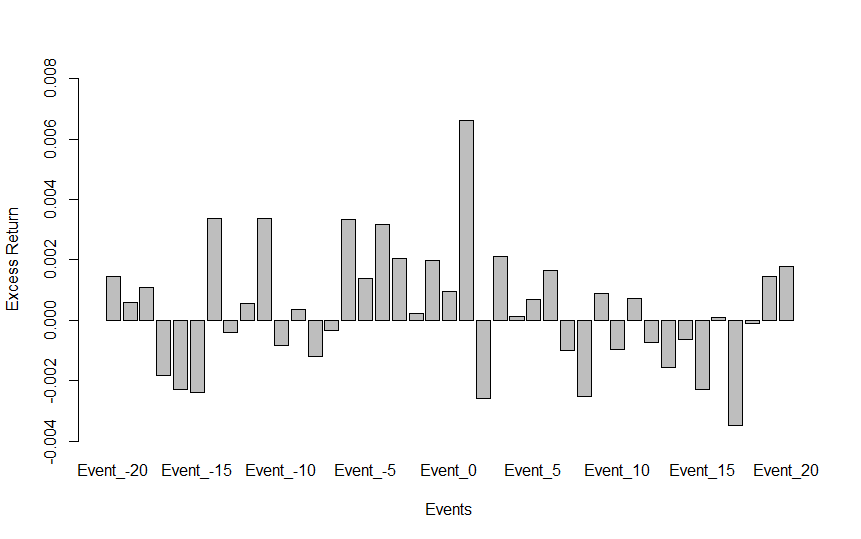 0.008
0.006
0.004
0.002
0.000
-0.002
-0.004
Excess Return
Event_-20 Event_-15 Event_-10 Event_-5 Event_0 Event_5 Event_10 Event_15 Event_20
Events